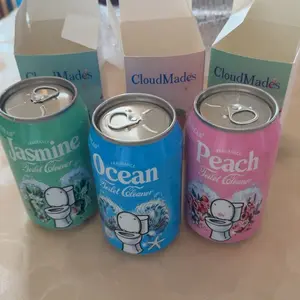 CloudMades
CloudMades
CloudMades
Jasmine
Toilet Cleaner
Ocean
Toilet Cleaner
Peach
Toilet Cleaner